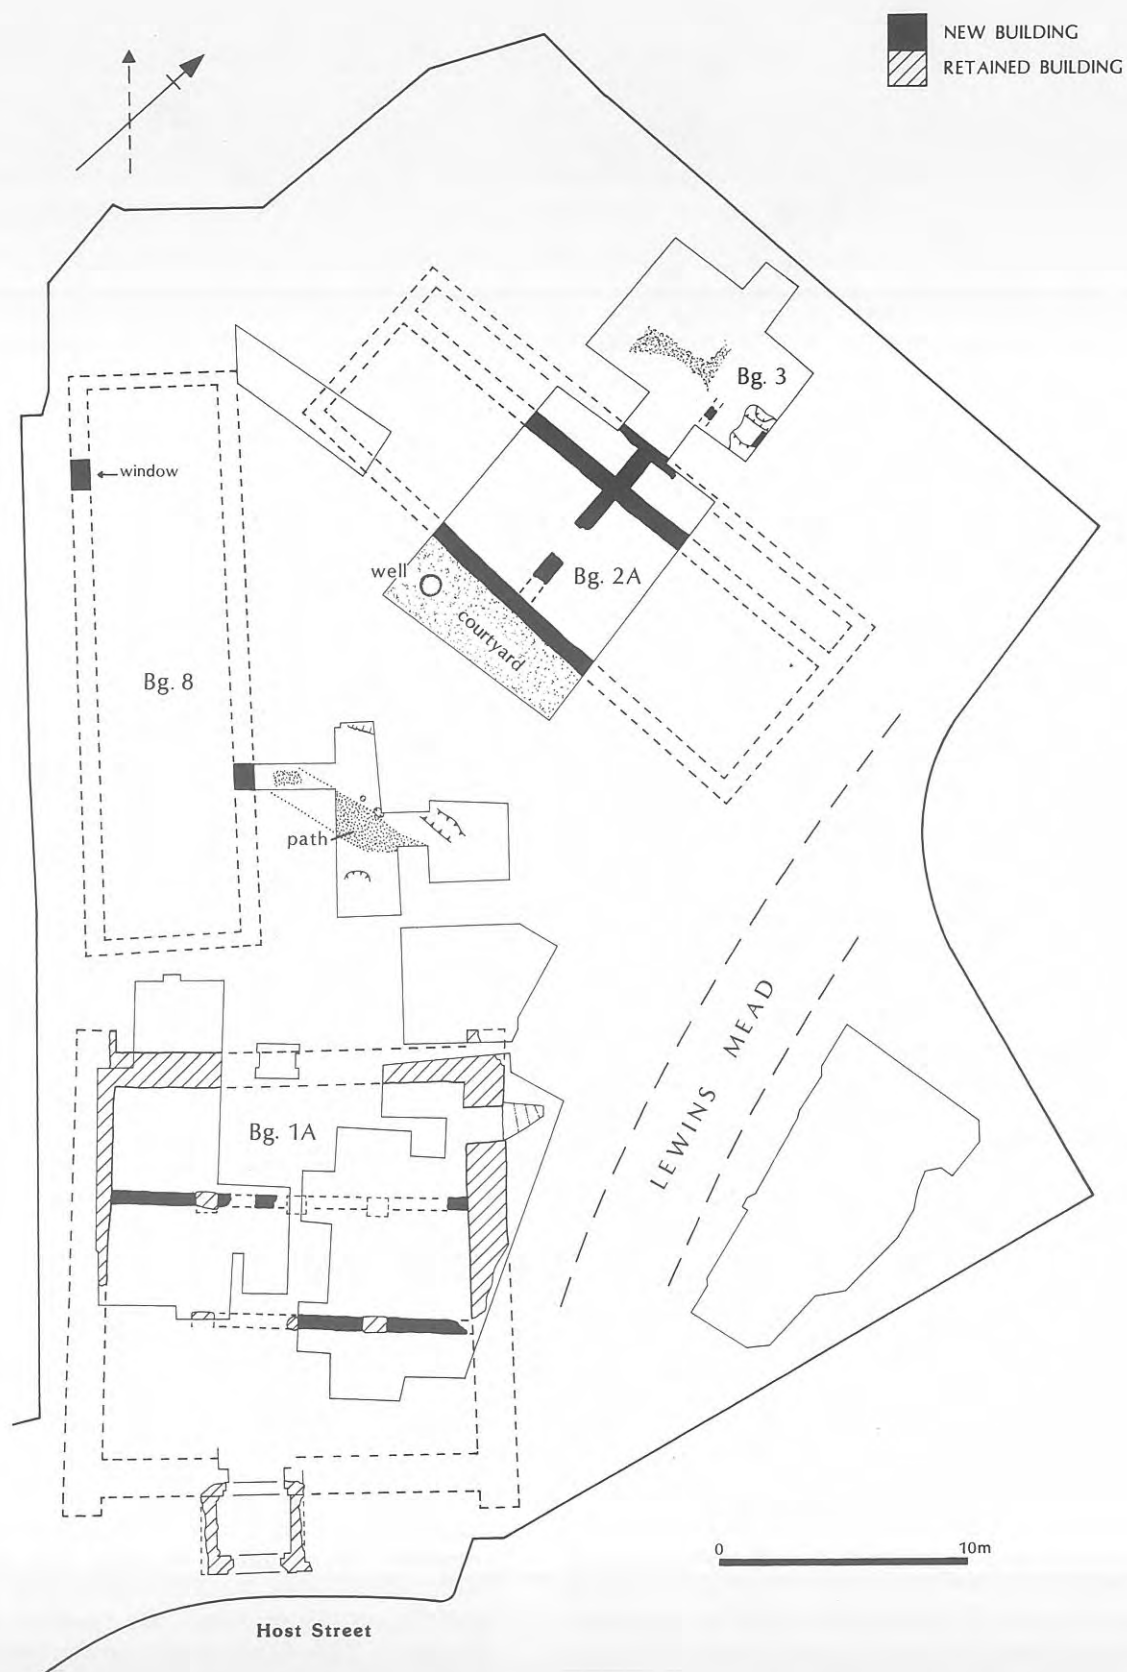 NEW BUILDING
RETAINED BUILDING
Bg. 3
window
well
Bg. 2A
courtyard
Bg. 8
path
LEWINS MEAD
Bg. 1A
0 10m
Host Street